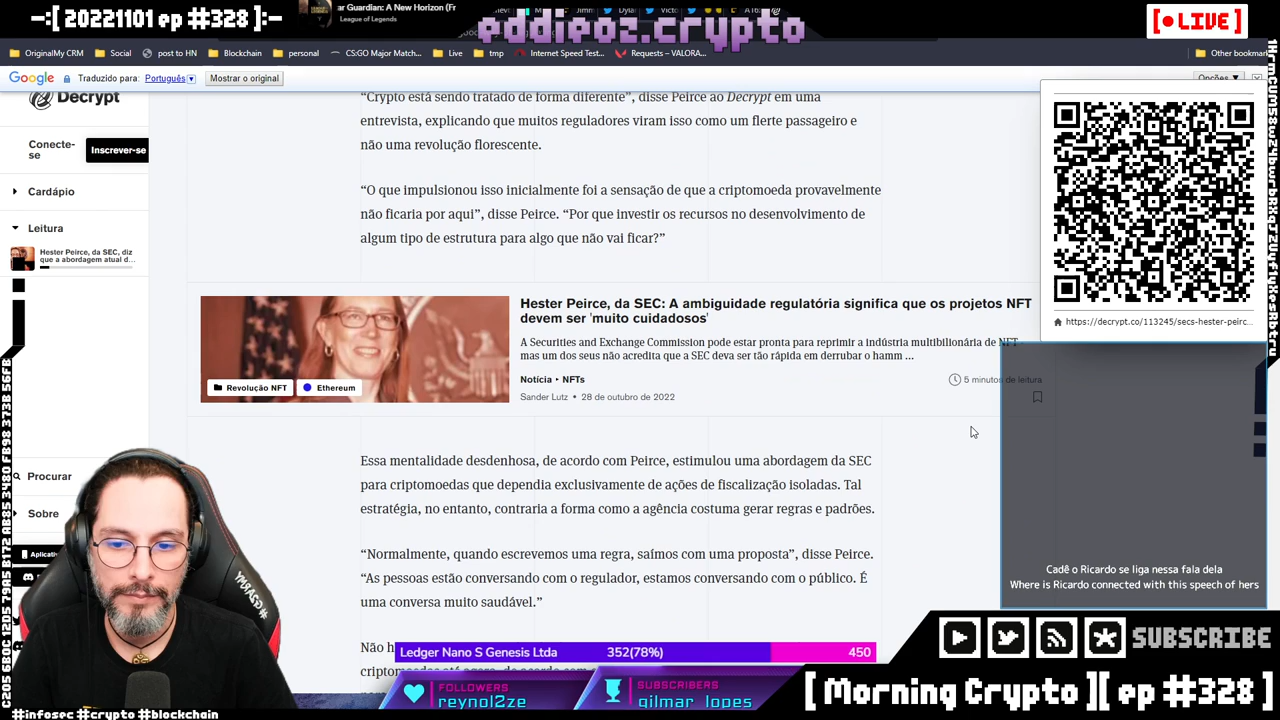 -:[ 20221101 ep #328 ]:-
ar Guardian: A New Horizon (Fr
League of Legends
eddieoz.crypto
[● LIVE]
OriginalMy CRM
Social
post to HN
Blockchain
personal
CS:GO Major Match...
Live
tmp
Internet Speed Test...
Requests – VALORA...
Other bookmar
Google
Traduzido para:
Português
Mostrar o original
Opções ▼
Decrypt
Conecte-
se
Inscrever-se
Cardápio
Leitura
Hester Peirce, da SEC, diz
que a abordagem atual d...
Procurar
Sobre
Aplicativ
“Crypto está sendo tratado de forma diferente”, disse Peirce ao Decrypt em uma
entrevista, explicando que muitos reguladores viram isso como um flerte passageiro e
não uma revolução florescente.
“O que impulsionou isso inicialmente foi a sensação de que a criptomoeda provavelmente
não ficaria por aqui”, disse Peirce. “Por que investir os recursos no desenvolvimento de
algum tipo de estrutura para algo que não vai ficar?”
Revolução NFT
Ethereum
Hester Peirce, da SEC: A ambiguidade regulatória significa que os projetos NFT
devem ser 'muito cuidadosos'
A Securities and Exchange Commission pode estar pronta para reprimir a indústria multibilionária de NFT -
mas um dos seus não acredita que a SEC deva ser tão rápida em derrubar o hamm ...
Notícia ‣ NFTs
5 minutos de leitura
Sander Lutz • 28 de outubro de 2022
Essa mentalidade desdenhosa, de acordo com Peirce, estimulou uma abordagem da SEC
para criptomoedas que dependia exclusivamente de ações de fiscalização isoladas. Tal
estratégia, no entanto, contraria a forma como a agência costuma gerar regras e padrões.
“Normalmente, quando escrevemos uma regra, saímos com uma proposta”, disse Peirce.
“As pessoas estão conversando com o regulador, estamos conversando com o público. É
uma conversa muito saudável.”
https://decrypt.co/113245/secs-hester-peirc...
Cadê o Ricardo se liga nessa fala dela
Where is Ricardo connected with this speech of hers
Ledger Nano S Genesis Ltda
352(78%)
450
FOLLOWERS
reynol2ze
SUBSCRIBERS
gilmar_lopes
SUBSCRIBE
[ Morning Crypto ][ ep #328 ]
#infosec #crypto #blockchain